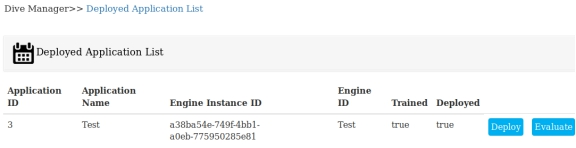 Dive Manager>> Deployed Application List
Deployed Application List
Application ID Application Name Engine Instance ID Engine ID Trained Deployed
3 Test a38ba54e-749f-4bb1-a0eb-775950285e81 Test true true Deploy Evaluate